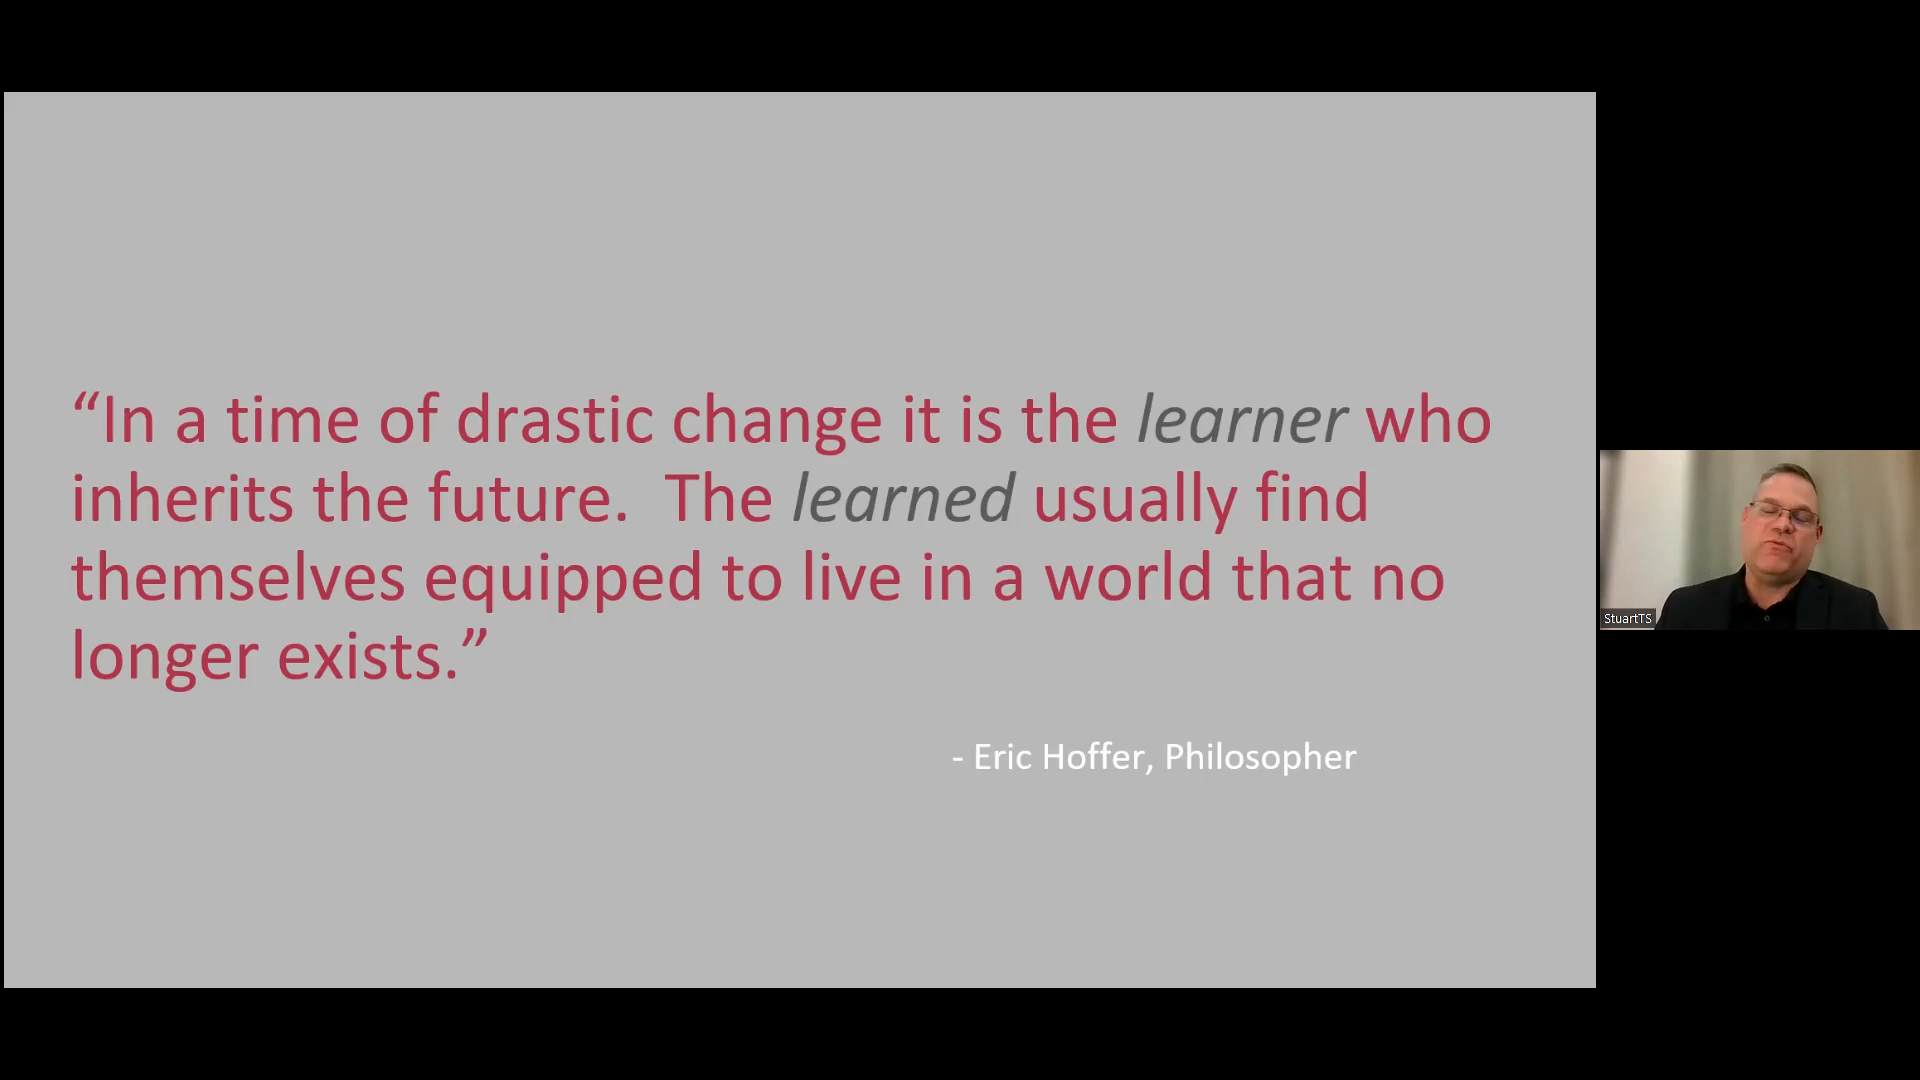 “In a time of drastic change it is the learner who
inherits the future.  The learned usually find
themselves equipped to live in a world that no
longer exists.”
- Eric Hoffer, Philosopher
StuartTS